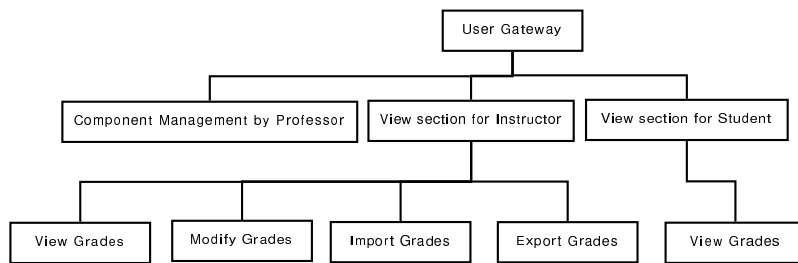 User Gateway
Component Management by Professor
View section for Instructor
View section for Student
View Grades
Modify Grades
Import Grades
Export Grades
View Grades